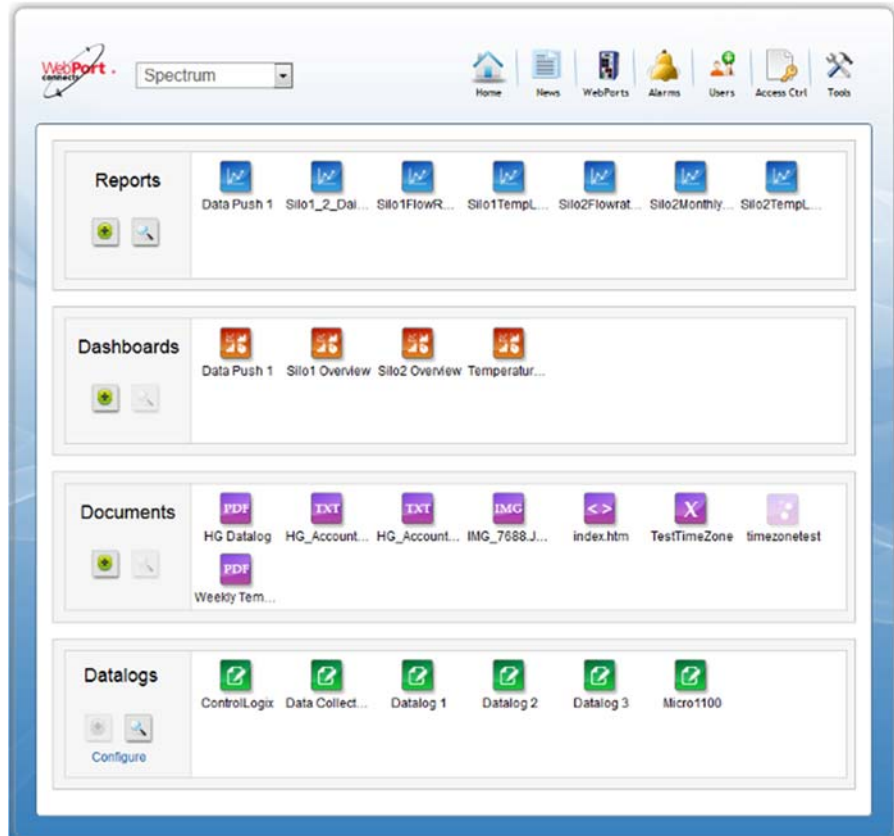 WebPort.
connects
Spectrum
Home News WebPorts Alarms Users Access Ctrl Tools
Reports
Data Push 1 Silo1_2_Dai... Silo1FlowR... Silo1TempL... Silo2Flowrat... Silo2Monthly... Silo2TempL...
Dashboards
Data Push 1 Silo1 Overview Silo2 Overview Temperatur...
Documents
PDF TXT TXT IMG < > X
HG Datalog HG_Account... HG_Account... IMG_7688.J... index.htm TestTimeZone timezonetest
PDF
Weekly Tem...
Datalogs
ControlLogix Data Collect... Datalog 1 Datalog 2 Datalog 3 Micro1100
Configure